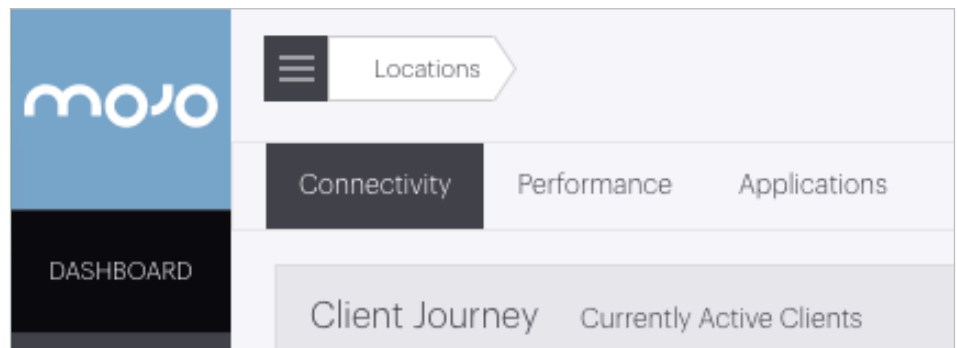 mojo
Locations
Connectivity Performance Applications
DASHBOARD
Client Journey Currently Active Clients